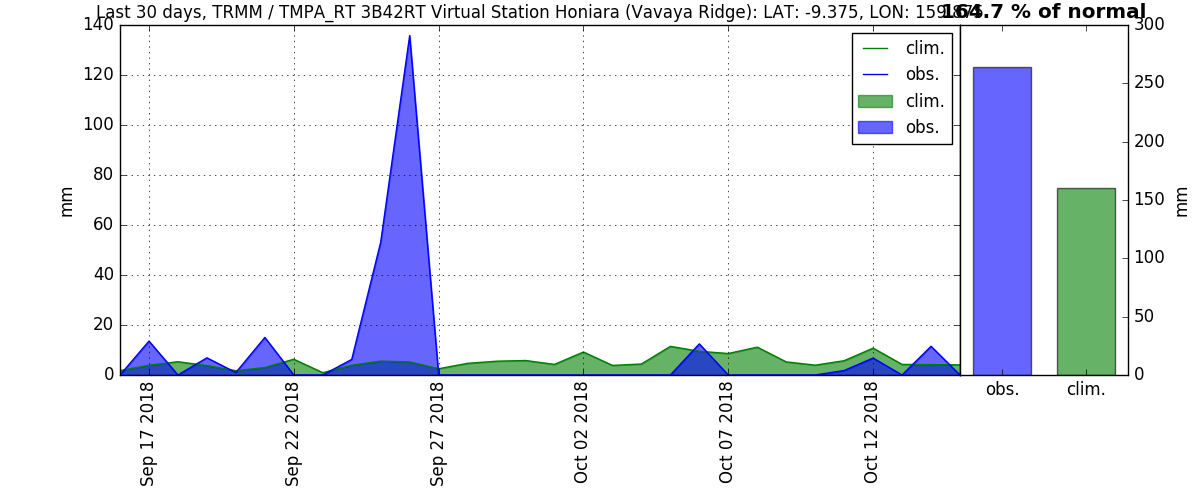 Last 30 days, TRMM / TMPA_RT 3B42RT Virtual Station Honiara (Vavaya Ridge): LAT: -9.375, LON:
164.7 % of normal
140
120
100
80
60
40
20
0
mm
clim.
obs.
clim.
obs.
300
250
200
150
100
50
0
mm
Sep 17 2018
Sep 22 2018
Sep 27 2018
Oct 02 2018
Oct 07 2018
Oct 12 2018
obs.
clim.